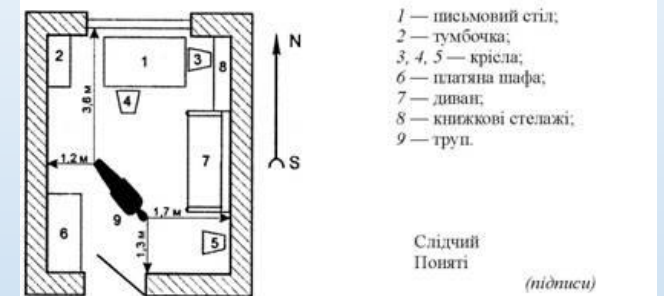 1 — письмовий стіл;
2 — тумбочка;
3, 4, 5 — крісла;
6 — платяна шафа;
7 — диван;
8 — книжкові стелажі;
9 — труп.
Слідчий
Поняті
(підписи)
N
S
2
1
3
8
4
3,6 м
1,2 м
7
9
1,7 м
6
1,3 м
5